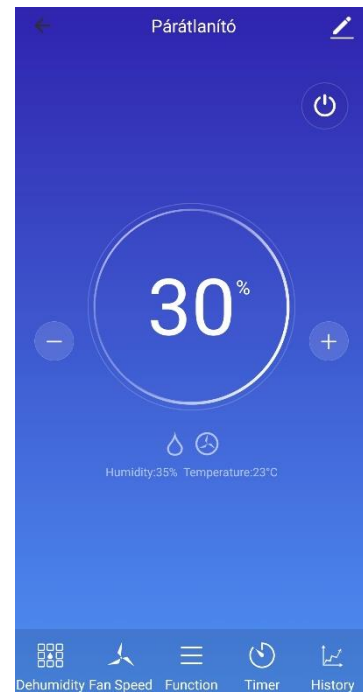 Párátlanító
30%
Humidity:35% Temperature:23°C
Dehumidity Fan Speed Function Timer History